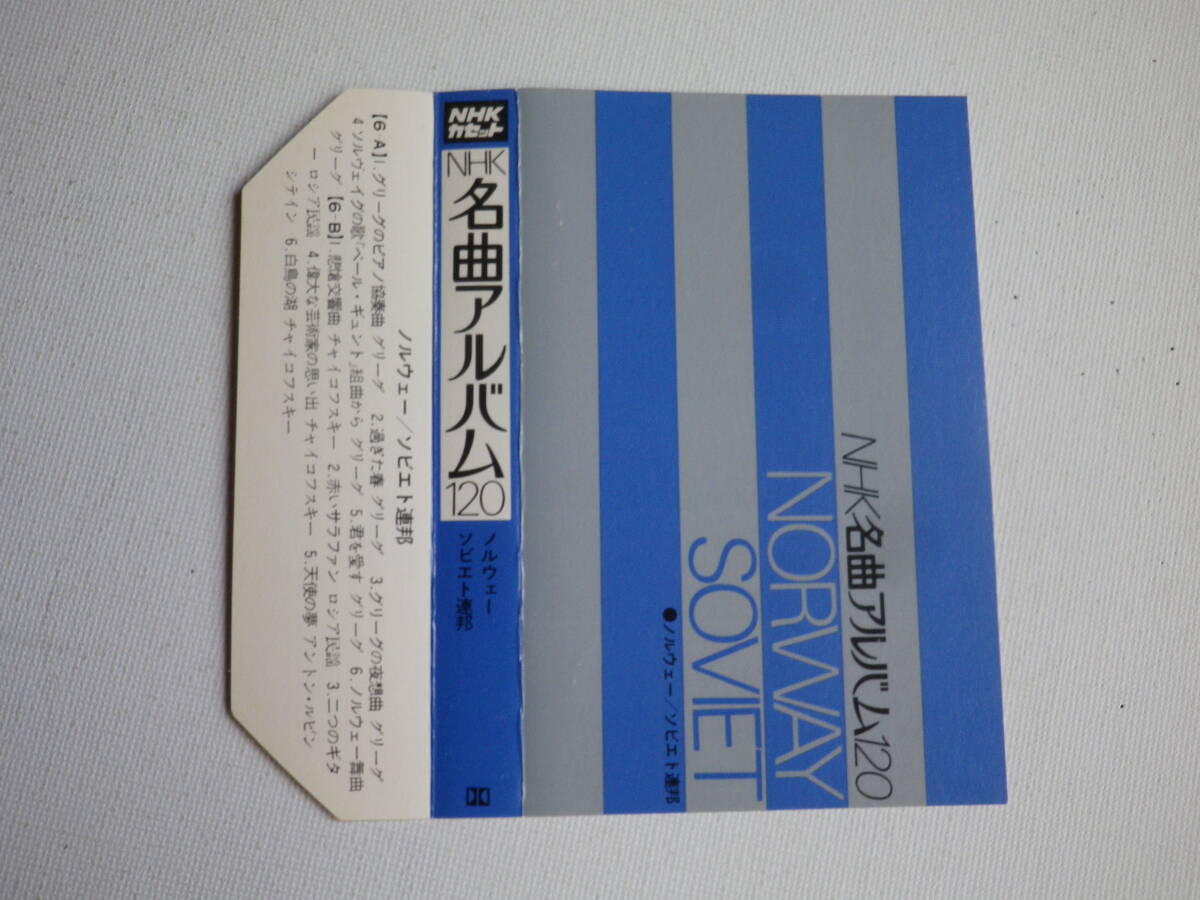 ノルウェー／ソビエト連邦
【6-A】1.グリーグのピアノ協奏曲 グリーグ 2.過ぎた春 グリーグ 3.グリーグの夜想曲 グリーグ
4 ソルヴェイグの歌「ペール・ギュント」組曲から グリーグ 5.君を愛す グリーグ 6.ノルウェー舞曲
グリーグ【6-B】1.悲愴交響曲 チャイコフスキー 2.赤いサラファン ロシア民謡 3.二つのギタ
ー ロシア民謡 4.偉大な芸術家の思い出 チャイコフスキー 5.天使の夢 アントン・ルビン
シテイン 6.白鳥の湖 チャイコフスキー
NHK
カセット
NHK
名曲アルバム
120
ノルウェー
ソビエト連邦
NHK名曲アルバム120
NORWAY
SOVIET
●ノルウェー／ソビエト連邦